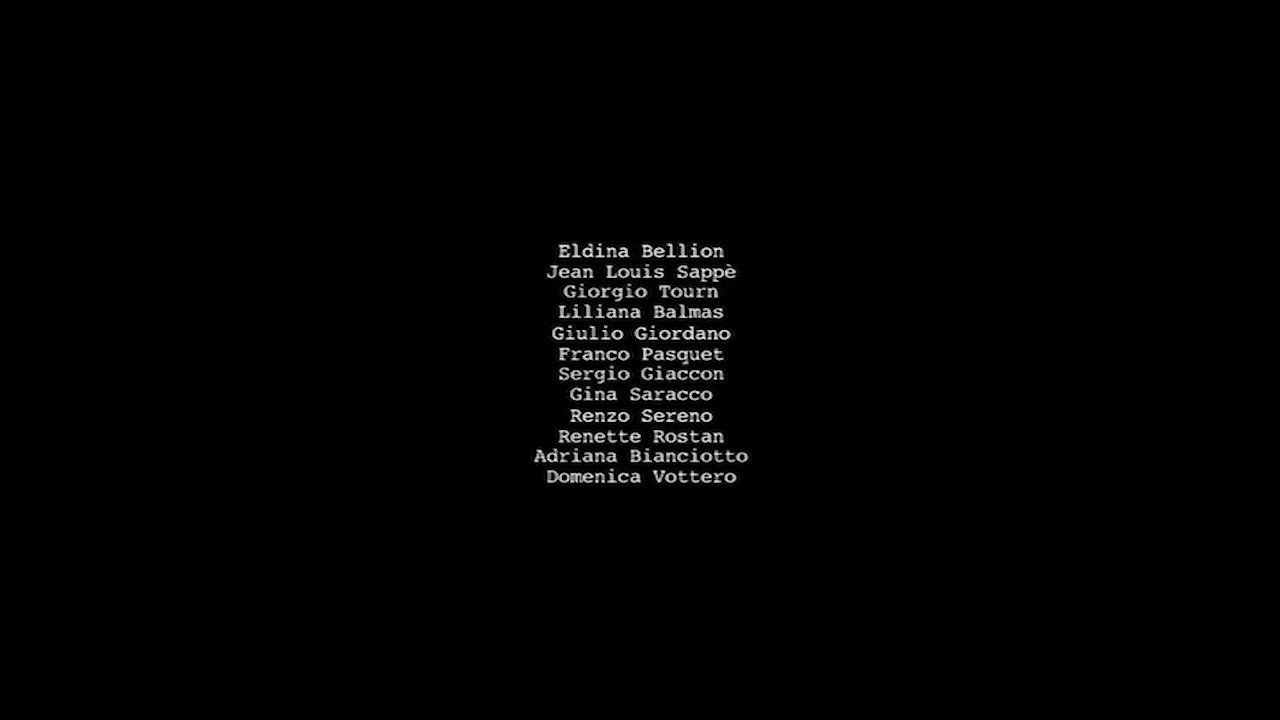 Eldina Bellion
Jean Louis Sappè
Giorgio Tourn
Liliana Balmas
Giulio Giordano
Franco Pasquet
Sergio Giaccon
Gina Saracco
Renzo Sereno
Renette Rostan
Adriana Bianciotto
Domenica Vottero